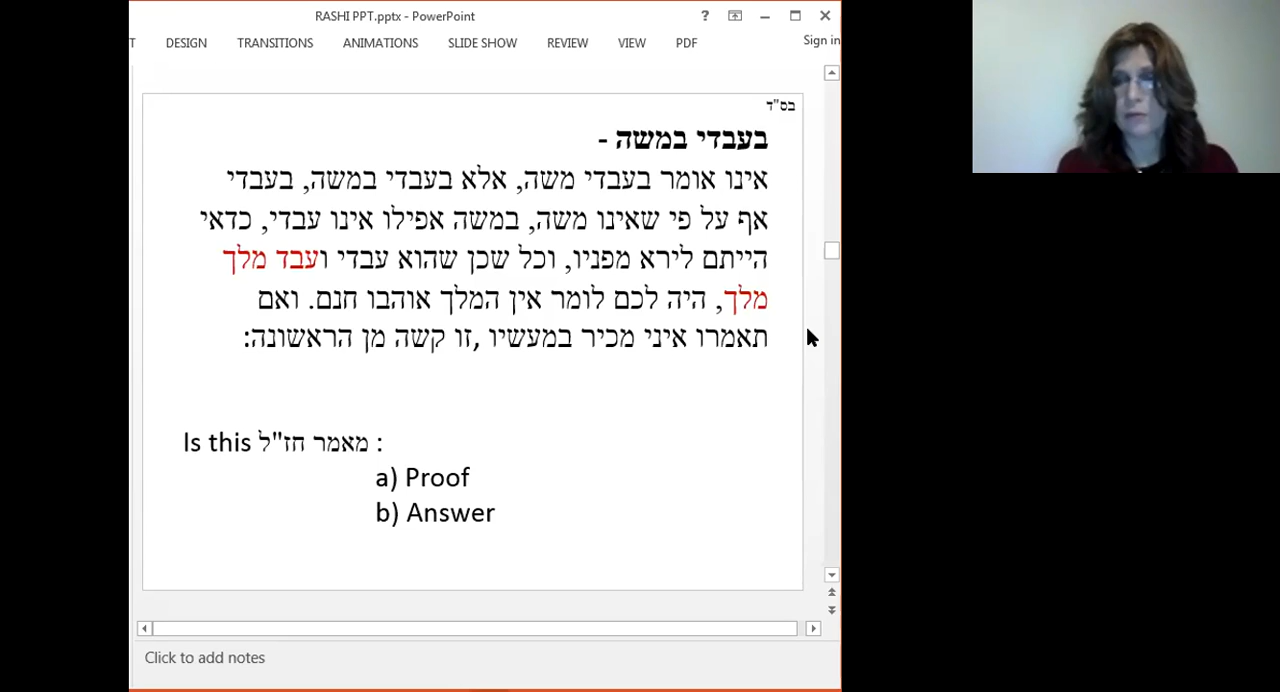 RASHI PPT.pptx - PowerPoint
?
T DESIGN TRANSITIONS ANIMATIONS SLIDE SHOW REVIEW VIEW PDF Sign in
בס"ד
בעבדי במשה -
אינו אומר בעבדי משה, אלא בעבדי במשה, בעבדי
אף על פי שאינו משה, במשה אפילו אינו עבדי, כדאי
הייתם לירא מפניו, וכל שכן שהוא עבדי ועבד מלך
מלך, היה לכם לומר אין המלך אוהבו חנם. ואם
תאמרו איני מכיר במעשיו ,זו קשה מן הראשונה:
Is this מאמר חז"ל :
a) Proof
b) Answer
Click to add notes